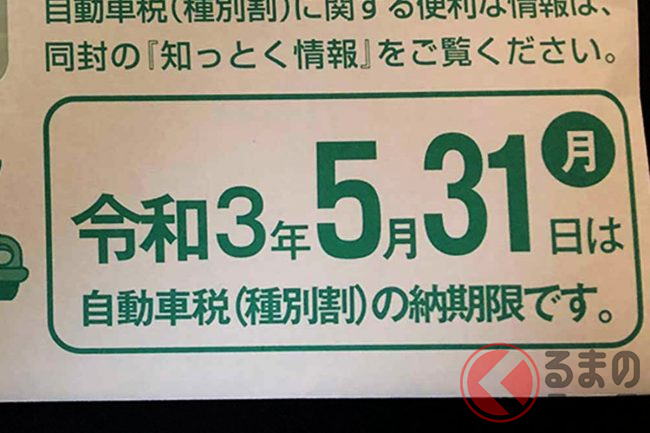 自動車税(種別割)に関する便利な情報は、
同封の『知っとく情報』をご覧ください。
令和3年5月31日(月)は
自動車税(種別割)の納期限です。
くるまの